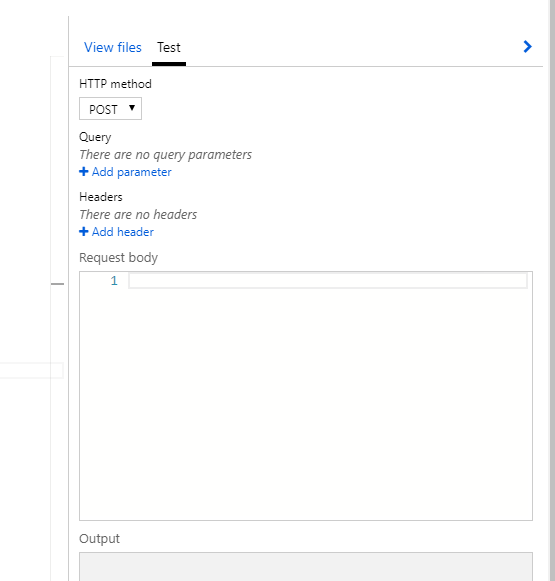 View files Test
HTTP method
POST
Query
There are no query parameters
+ Add parameter
Headers
There are no headers
+ Add header
Request body
1
Output